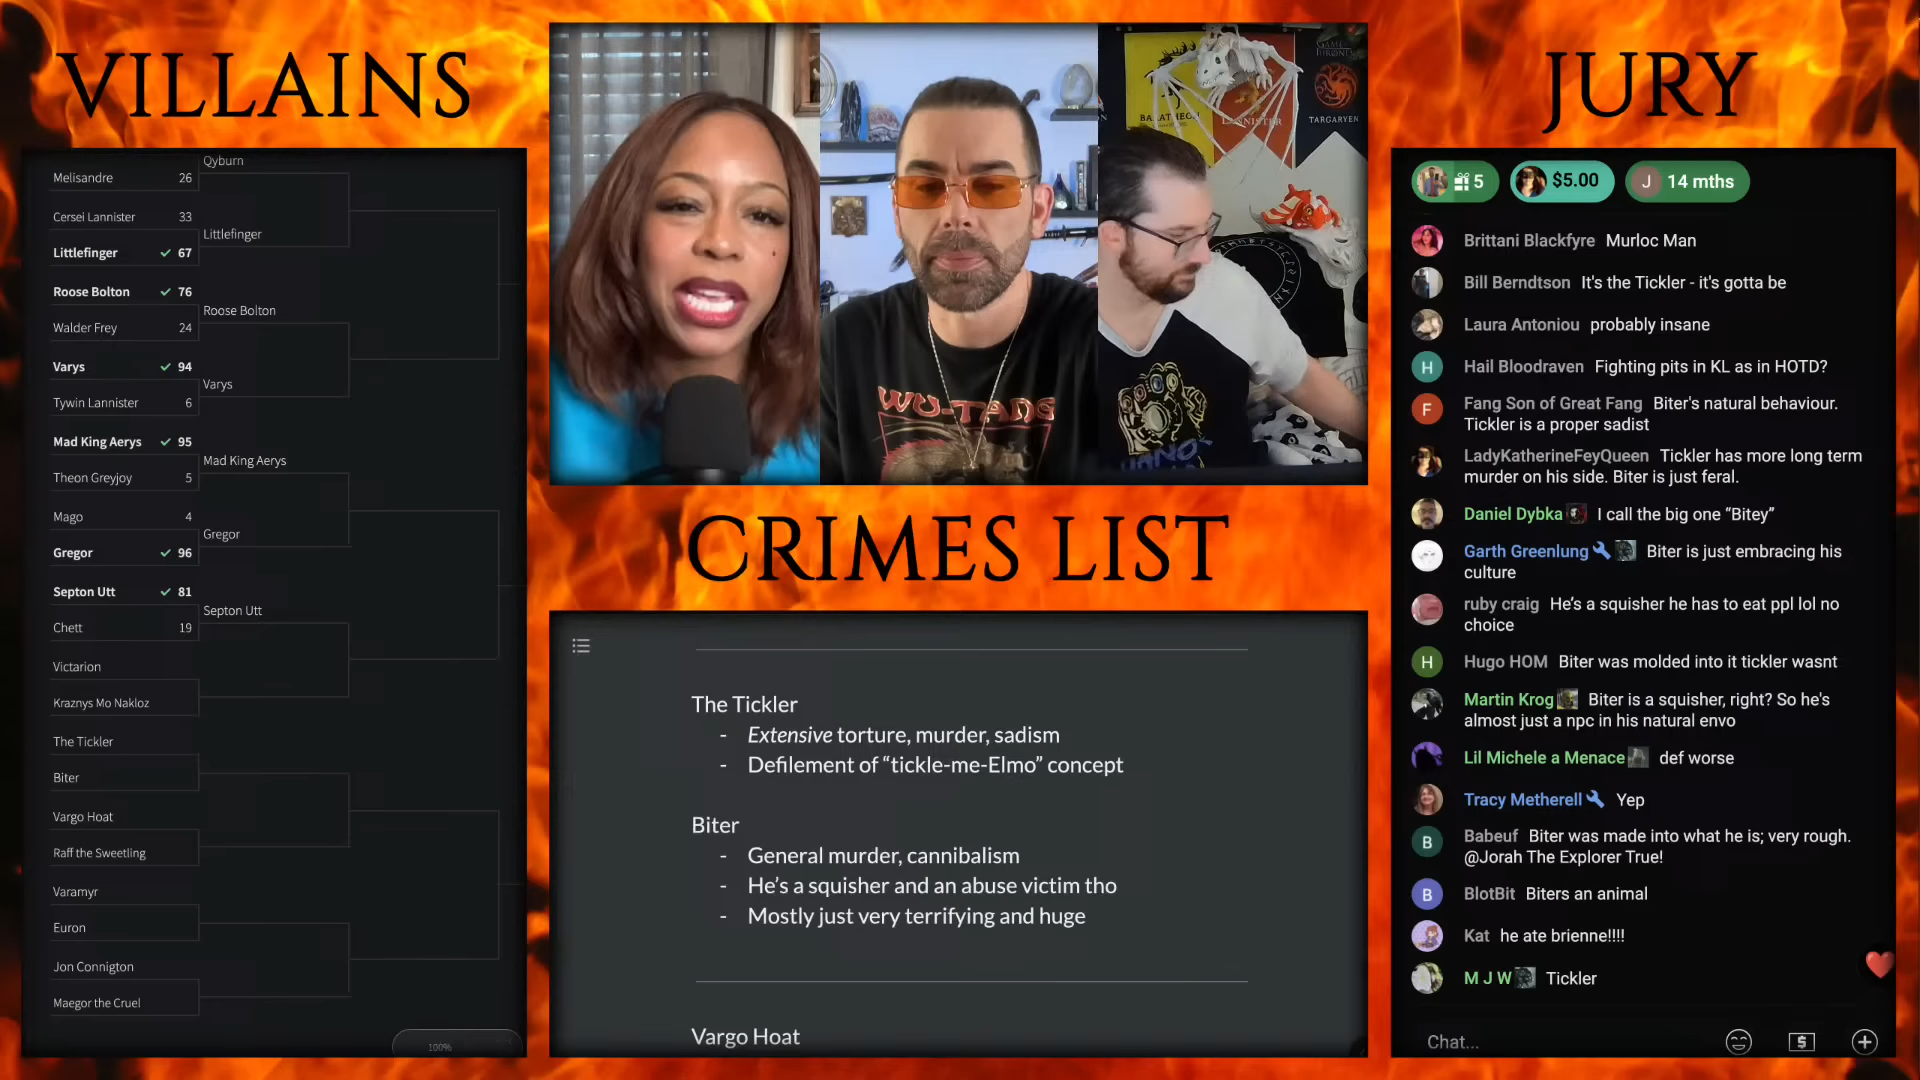 VILLAINS
Melisandre 26
Qyburn
Cersei Lannister 33
Littlefinger
Littlefinger ✓ 67
Roose Bolton ✓ 76
Roose Bolton
Walder Frey 24
Varys ✓ 94
Varys
Tywin Lannister 6
Mad King Aerys ✓ 95
Mad King Aerys
Theon Greyjoy 5
Mago 4
Gregor
Gregor ✓ 96
Septon Utt ✓ 81
Septon Utt
Chett 19
Victarion
Kraznys Mo Nakloz
The Tickler
Biter
Vargo Hoat
Raff the Sweetling
Varamyr
Euron
Jon Connigton
Maegor the Cruel
100%
BARATHEON
LANNISTER
GAME THRONES
TARGARYEN
WU-TANG
CRIMES LIST
The Tickler
- Extensive torture, murder, sadism
- Defilement of “tickle-me-Elmo” concept
Biter
- General murder, cannibalism
- He’s a squisher and an abuse victim tho
- Mostly just very terrifying and huge
Vargo Hoat
JURY
5 $5.00 J 14 mths
Brittani Blackfyre Murloc Man
Bill Berndtson It's the Tickler - it's gotta be
Laura Antoniou probably insane
H Hail Bloodraven Fighting pits in KL as in HOTD?
F Fang Son of Great Fang Biter's natural behaviour.
Tickler is a proper sadist
LadyKatherineFeyQueen Tickler has more long term
murder on his side. Biter is just feral.
Daniel Dybka I call the big one “Bitey”
Garth Greenlung Biter is just embracing his
culture
ruby craig He’s a squisher he has to eat ppl lol no
choice
H Hugo HOM Biter was molded into it tickler wasnt
Martin Krog Biter is a squisher, right? So he's
almost just a npc in his natural envo
Lil Michele a Menace def worse
Tracy Metherell Yep
B Babeuf Biter was made into what he is; very rough.
@Jorah The Explorer True!
B BlotBit Biters an animal
Kat he ate brienne!!!!
M J W Tickler
Chat...